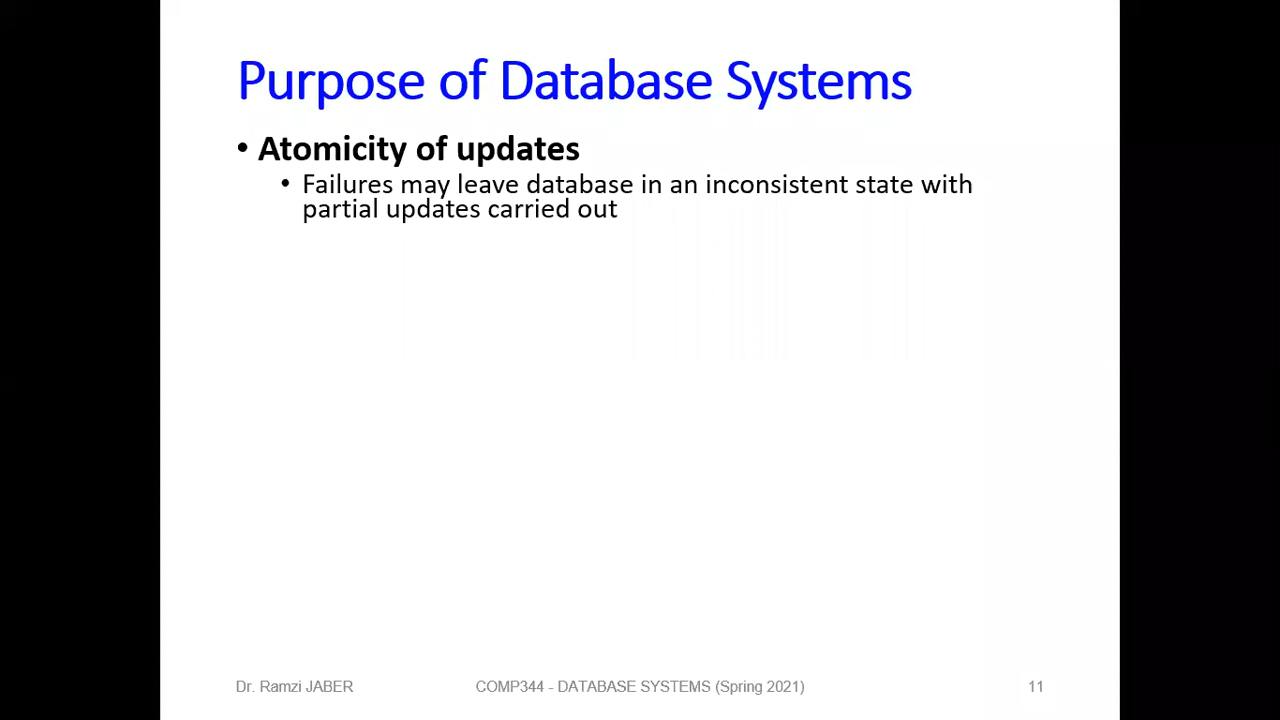 Purpose of Database Systems
• Atomicity of updates
• Failures may leave database in an inconsistent state with
partial updates carried out
Dr. Ramzi JABER
COMP344 - DATABASE SYSTEMS (Spring 2021)
11